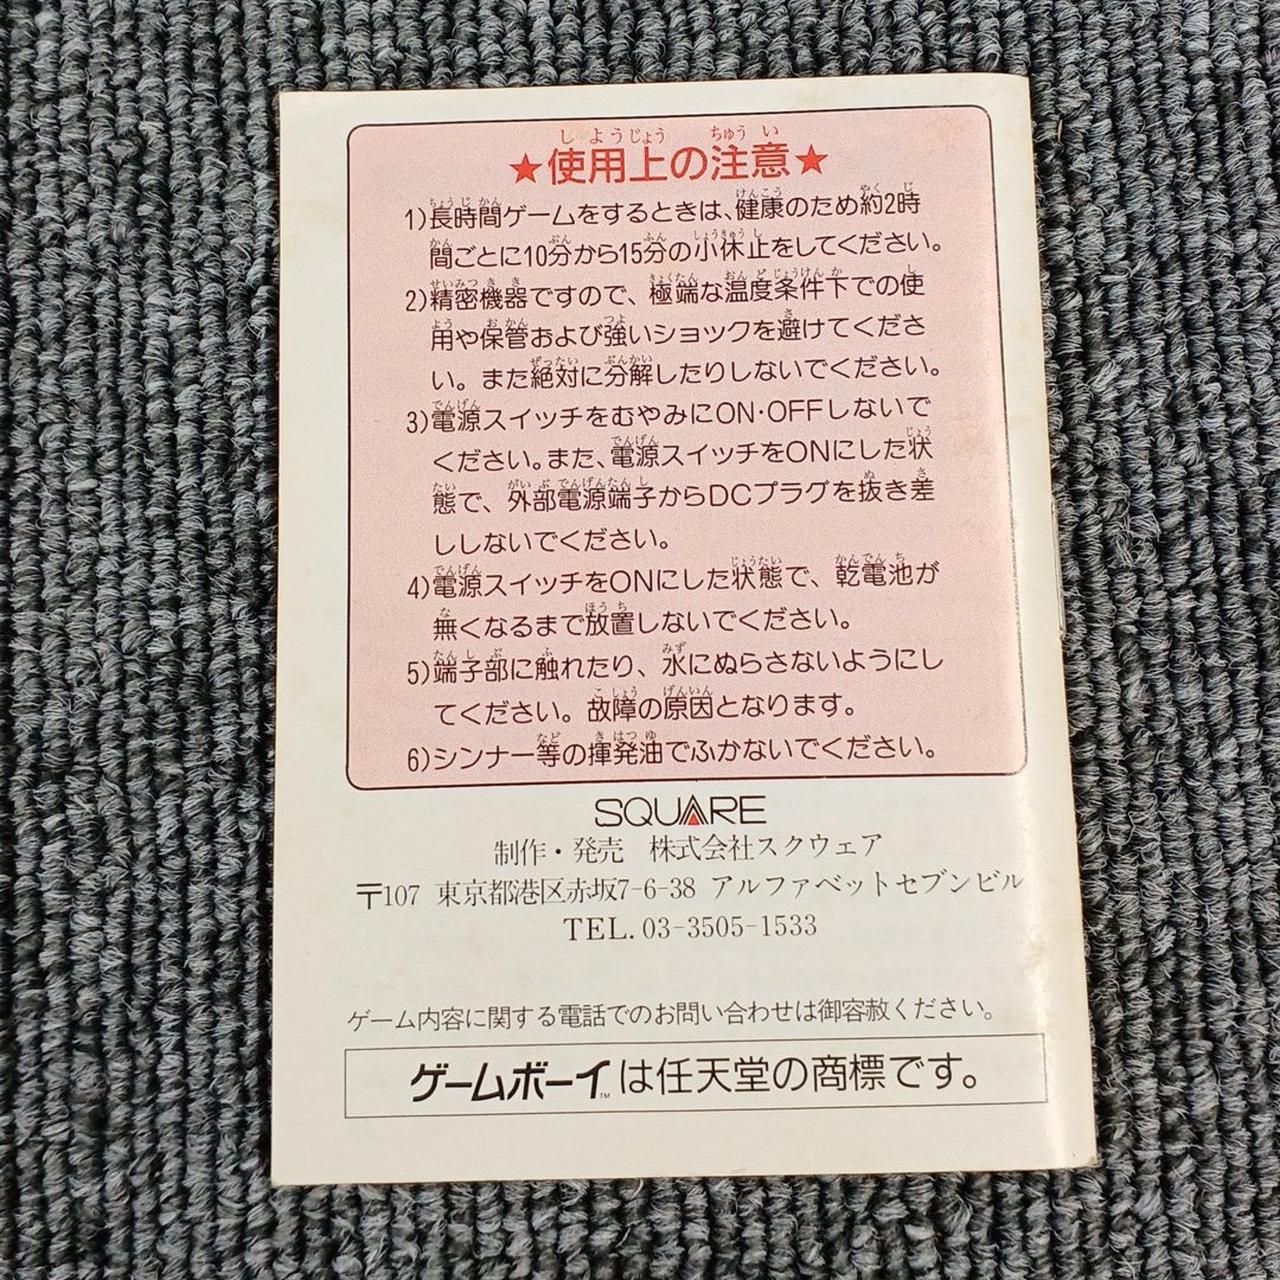 ★使用上の注意★
1)長時間ゲームをするときは、健康のため約2時
間ごとに10分から15分の小休止をしてください。
2)精密機器ですので、極端な温度条件下での使
用や保管および強いショックを避けてくださ
い。また絶対に分解したりしないでください。
3)電源スイッチをむやみにON・OFFしないで
ください。また、電源スイッチをONにした状
態で、外部電源端子からDCプラグを抜き差
ししないでください。
4)電源スイッチをONにした状態で、乾電池が
無くなるまで放置しないでください。
5)端子部に触れたり、水にぬらさないようにし
てください。故障の原因となります。
6)シンナー等の揮発油でふかないでください。
SQUARE
制作・発売　株式会社スクウェア
〒107 東京都港区赤坂7-6-38 アルファベットセブンビル
TEL. 03-3505-1533
ゲーム内容に関する電話でのお問い合わせは御容赦ください。
ゲームボーイ™は任天堂の商標です。